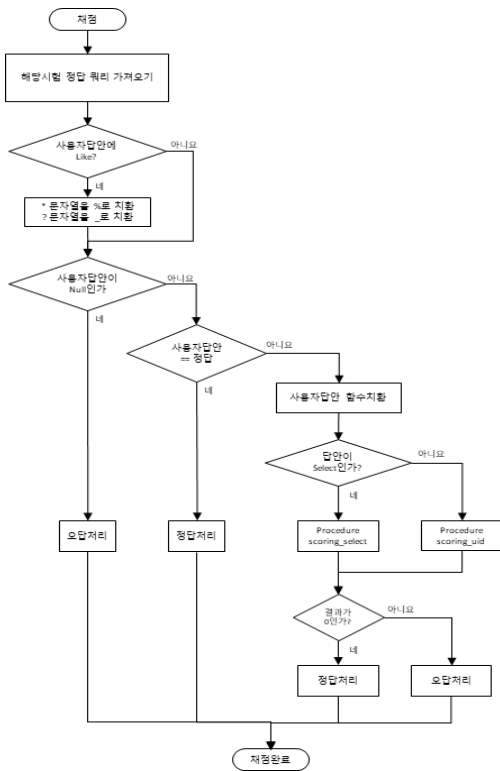 채점
해당시험 정답 쿼리 가져오기
사용자답안에
Like?
아니요
네
* 문자열을 %로 치환
? 문자열을 _로 치환
사용자답안이
Null인가
아니요
네
사용자답안
== 정답
아니요
네
사용자답안 함수치환
답안이
Select인가?
아니요
네
오답처리
정답처리
Procedure
scoring_select
Procedure
scoring_uid
결과가
0인가?
아니요
네
정답처리
오답처리
채점완료